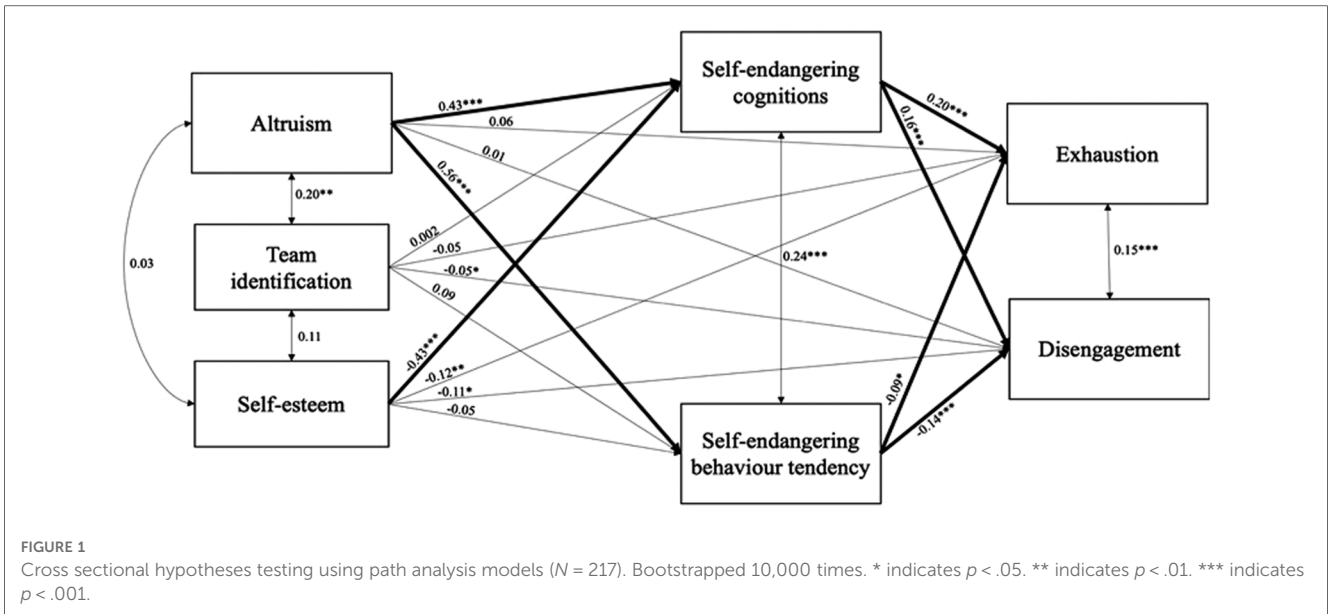 Altruism
Team
identification
Self-esteem
Self-endangering
cognitions
Self-endangering
behaviour tendency
Exhaustion
Disengagement
0.03
0.20**
0.11
0.43***
0.06
0.01
0.56***
0.002
-0.05
-0.05*
0.09
-0.43***
-0.12**
-0.11*
-0.05
0.24***
0.20***
0.16***
-0.09*
-0.14***
0.15***
FIGURE 1
Cross sectional hypotheses testing using path analysis models (N = 217). Bootstrapped 10,000 times. * indicates p < .05. ** indicates p < .01. *** indicates
p < .001.